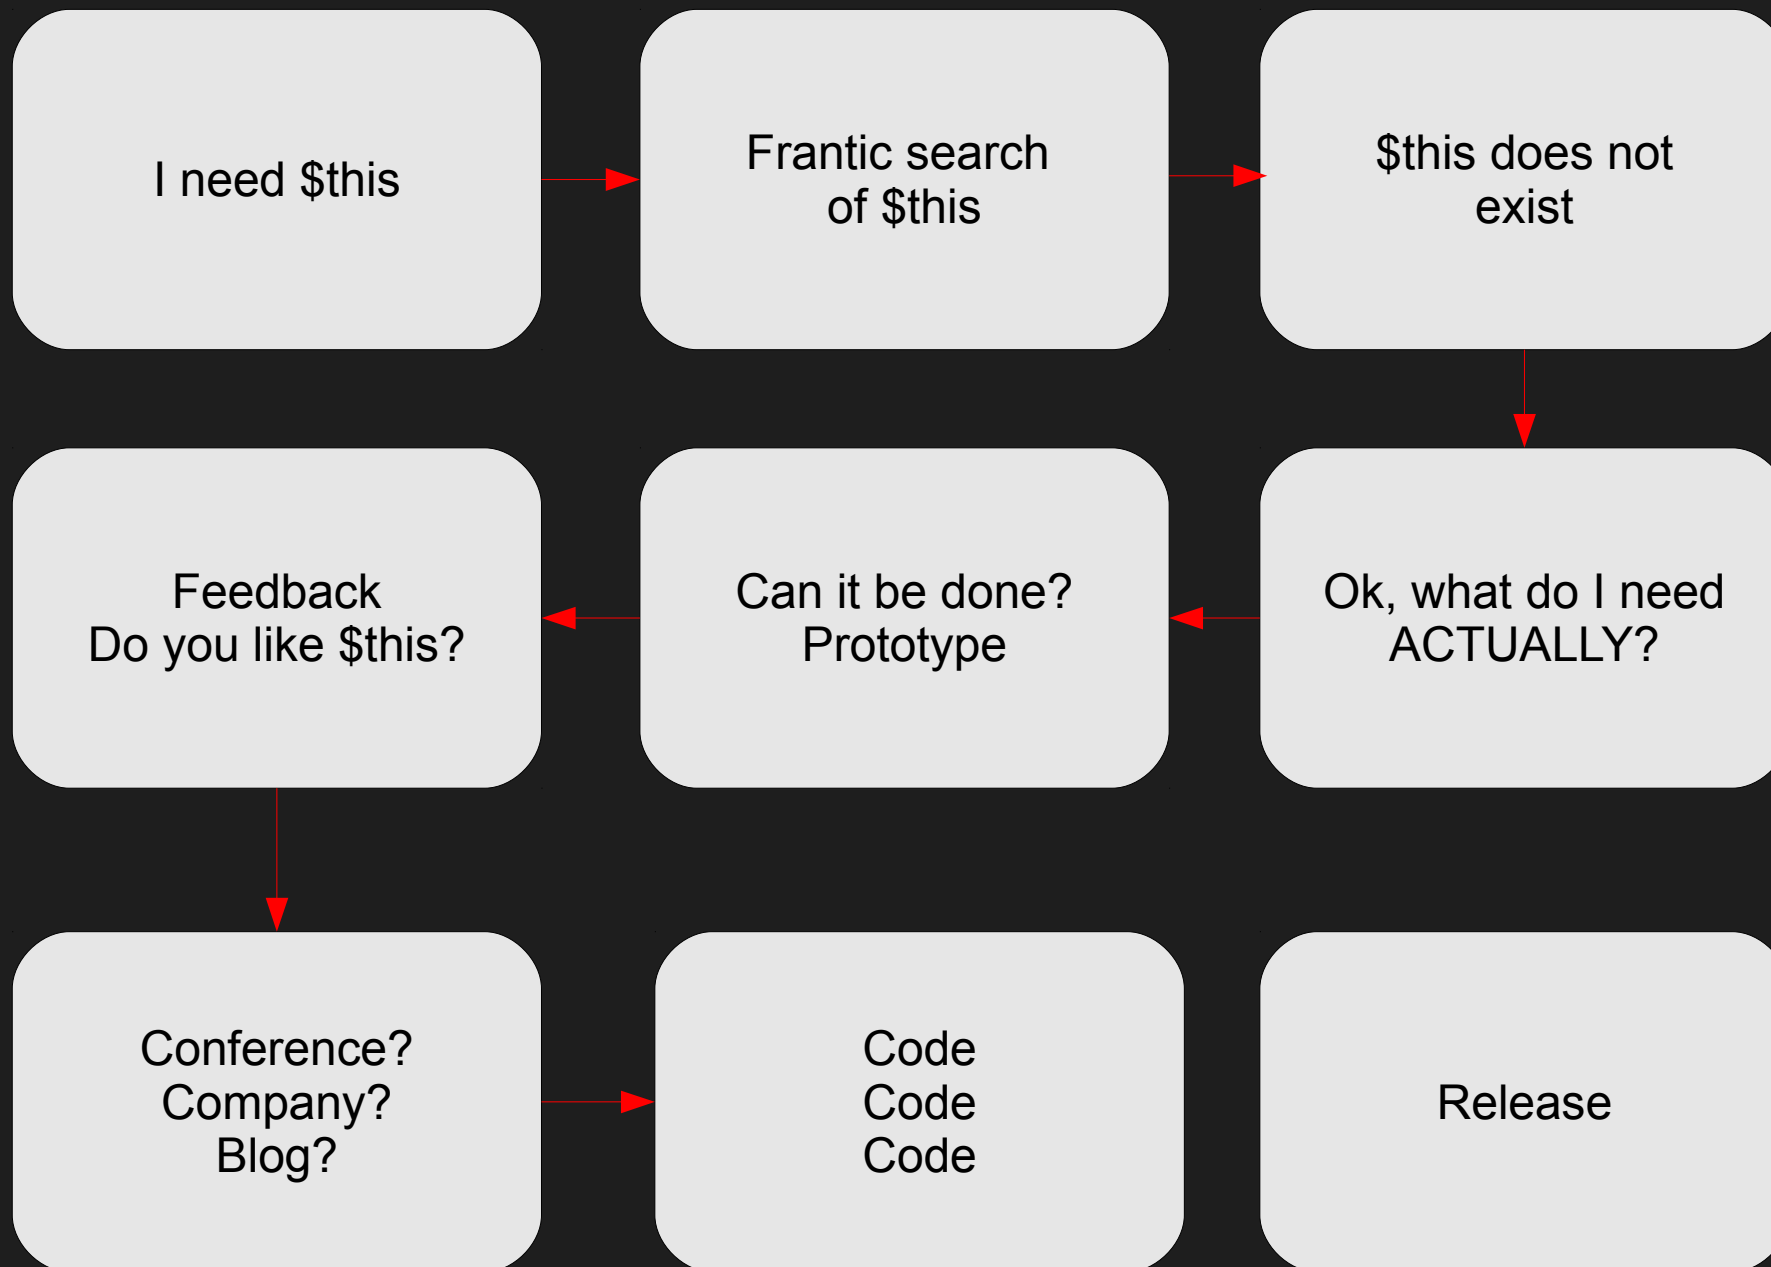 I need $this
Frantic search
of $this
$this does not
exist
Ok, what do I need
ACTUALLY?
Can it be done?
Prototype
Feedback
Do you like $this?
Conference?
Company?
Blog?
Code
Code
Code
Release